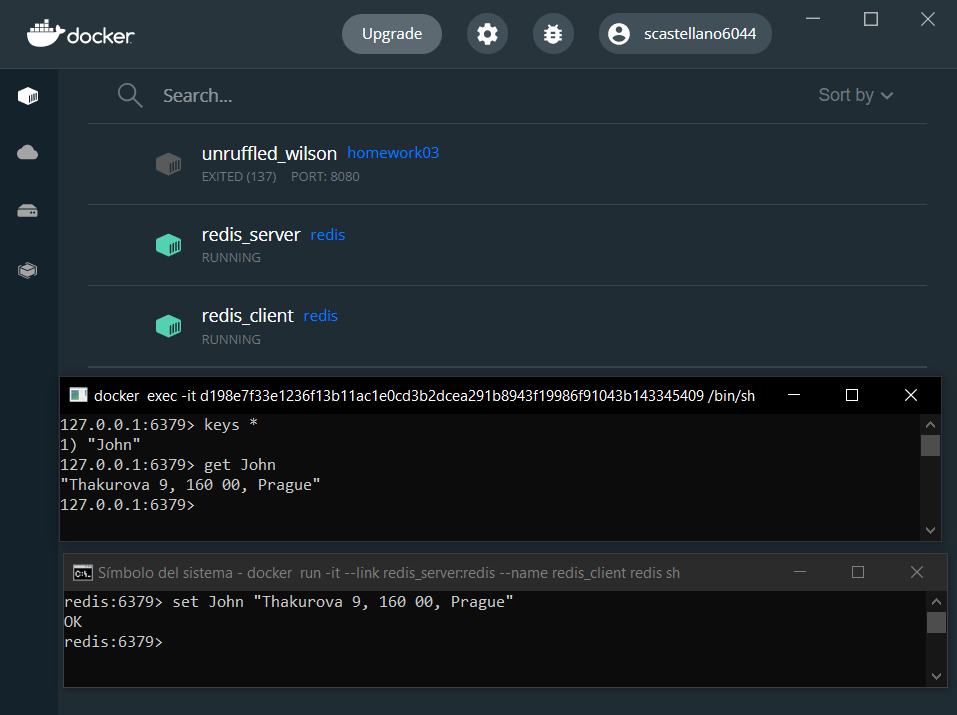 docker
Upgrade
scastellano6044
Search...
Sort by
unruffled_wilson homework03
EXITED (137) PORT: 8080
redis_server redis
RUNNING
redis_client redis
RUNNING
docker exec -it d198e7f33e1236f13b11ac1e0cd3b2dcea291b8943f19986f91043b143345409 /bin/sh
127.0.0.1:6379> keys *
1) "John"
127.0.0.1:6379> get John
"Thakurova 9, 160 00, Prague"
127.0.0.1:6379>
Símbolo del sistema - docker run -it --link redis_server:redis --name redis_client redis sh
redis:6379> set John "Thakurova 9, 160 00, Prague"
OK
redis:6379>